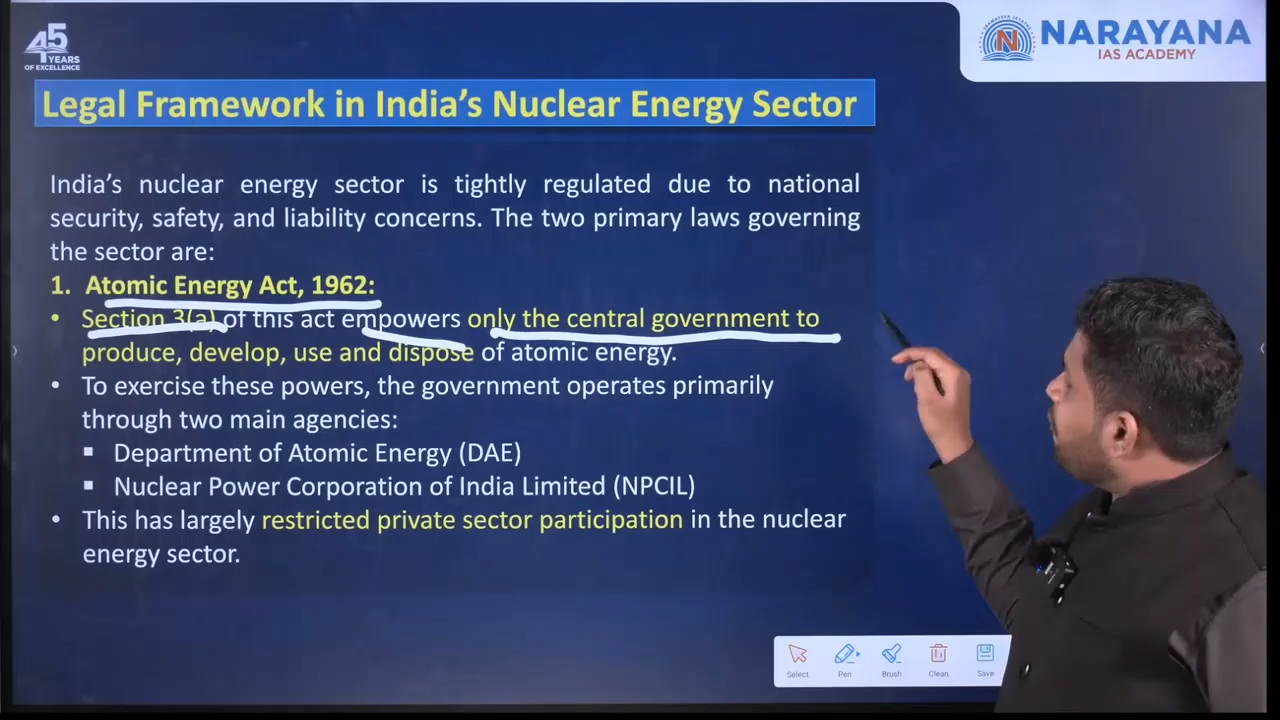 45
YEARS
OF EXCELLENCE
NARAYANA
IAS ACADEMY
Legal Framework in India’s Nuclear Energy Sector
India’s nuclear energy sector is tightly regulated due to national
security, safety, and liability concerns. The two primary laws governing
the sector are:
1. Atomic Energy Act, 1962:
• Section 3(a) of this act empowers only the central government to
produce, develop, use and dispose of atomic energy.
• To exercise these powers, the government operates primarily
through two main agencies:
▪ Department of Atomic Energy (DAE)
▪ Nuclear Power Corporation of India Limited (NPCIL)
• This has largely restricted private sector participation in the nuclear
energy sector.
Select Pen Brush Clean Save